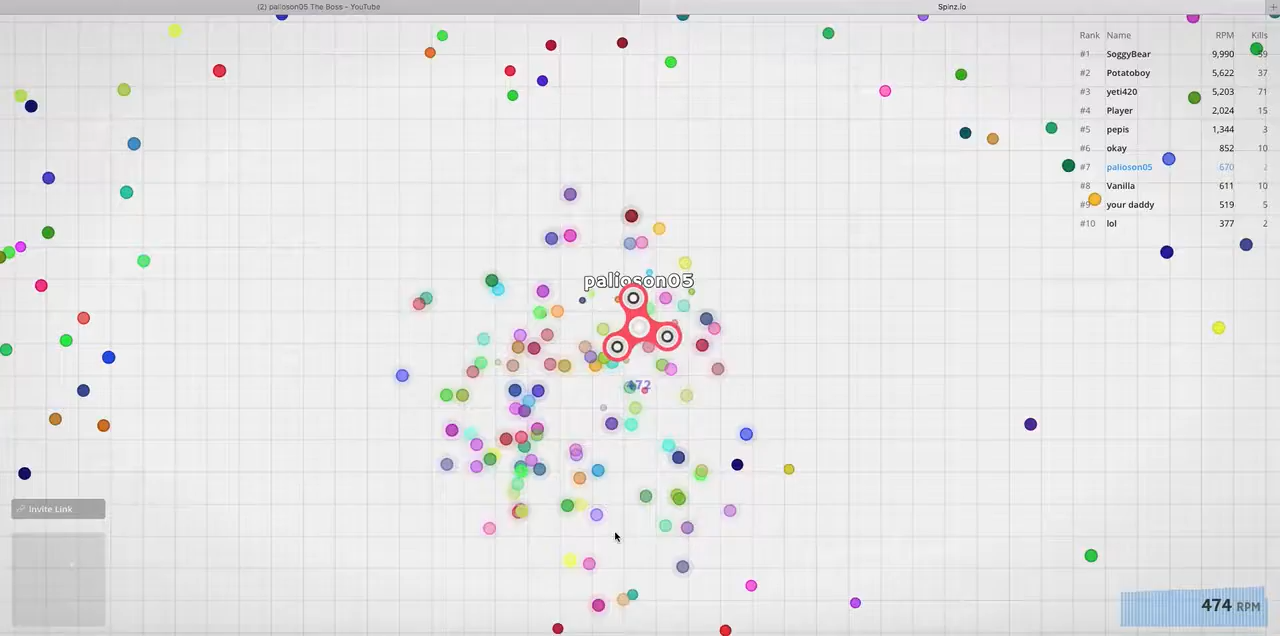 (2) palioson05 The Boss - YouTube
Spinz.io
Rank Name RPM Kills
#1 SoggyBear 9,990 59
#2 Potatoboy 5,622 37
#3 yeti420 5,203 71
#4 Player 2,024 15
#5 pepis 1,344 3
#6 okay 852 10
#7 palioson05 670 2
#8 Vanilla 611 10
#9 your daddy 519 5
#10 lol 377 2
palioson05
472
Invite Link
474 RPM